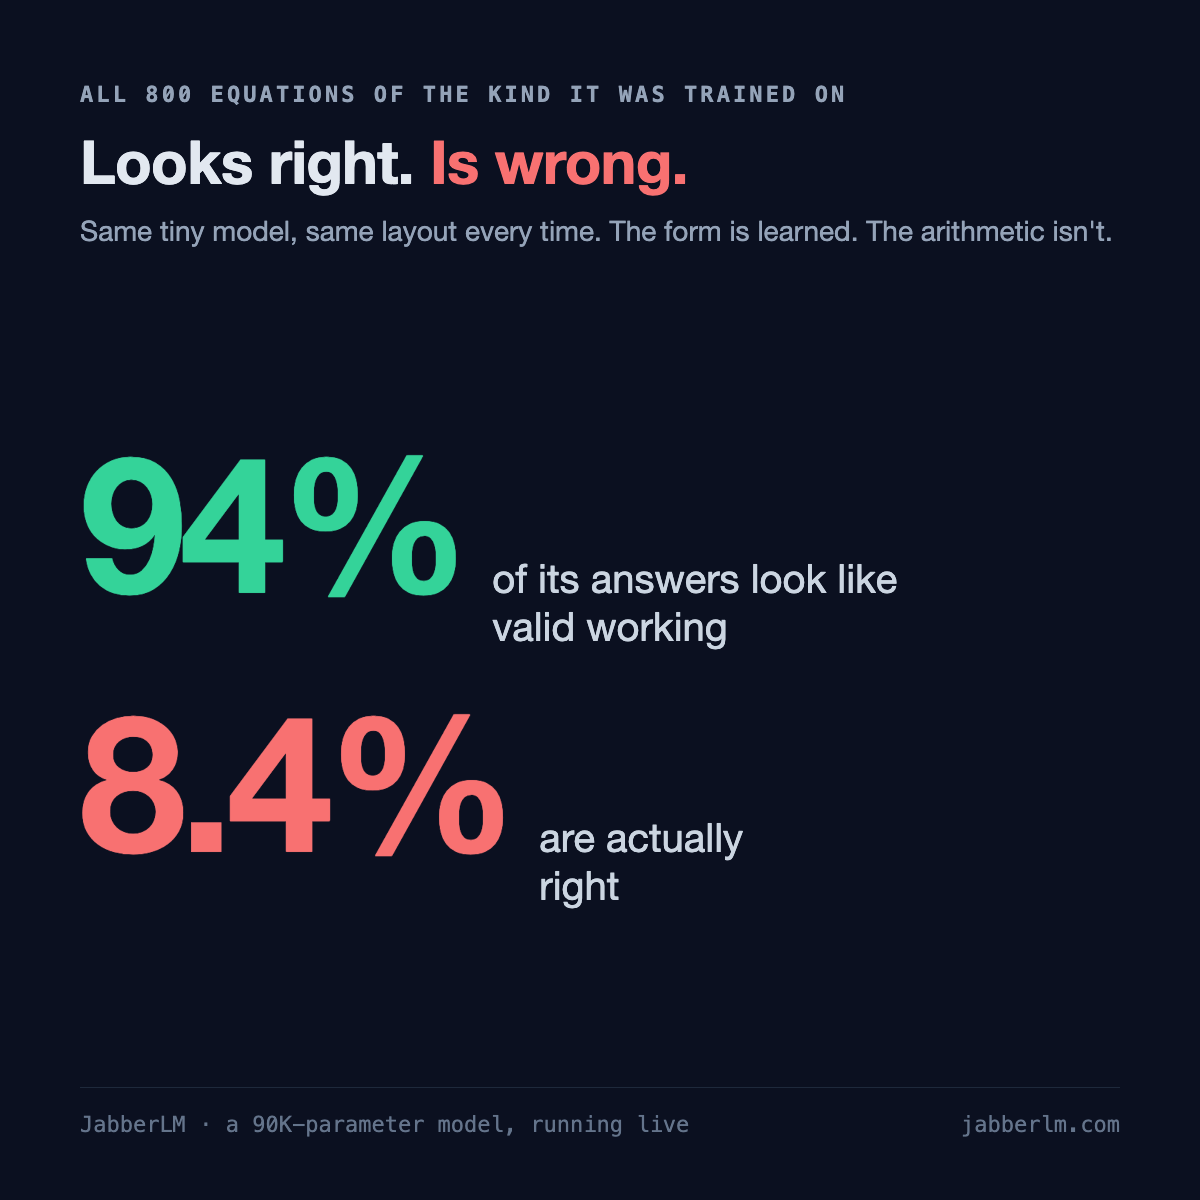 ALL 800 EQUATIONS OF THE KIND IT WAS TRAINED ON
Looks right. Is wrong.
Same tiny model, same layout every time. The form is learned. The arithmetic isn't.
94% of its answers look like
valid working
8.4% are actually
right
JabberLM · a 90K–parameter model, running live
jabberlm.com